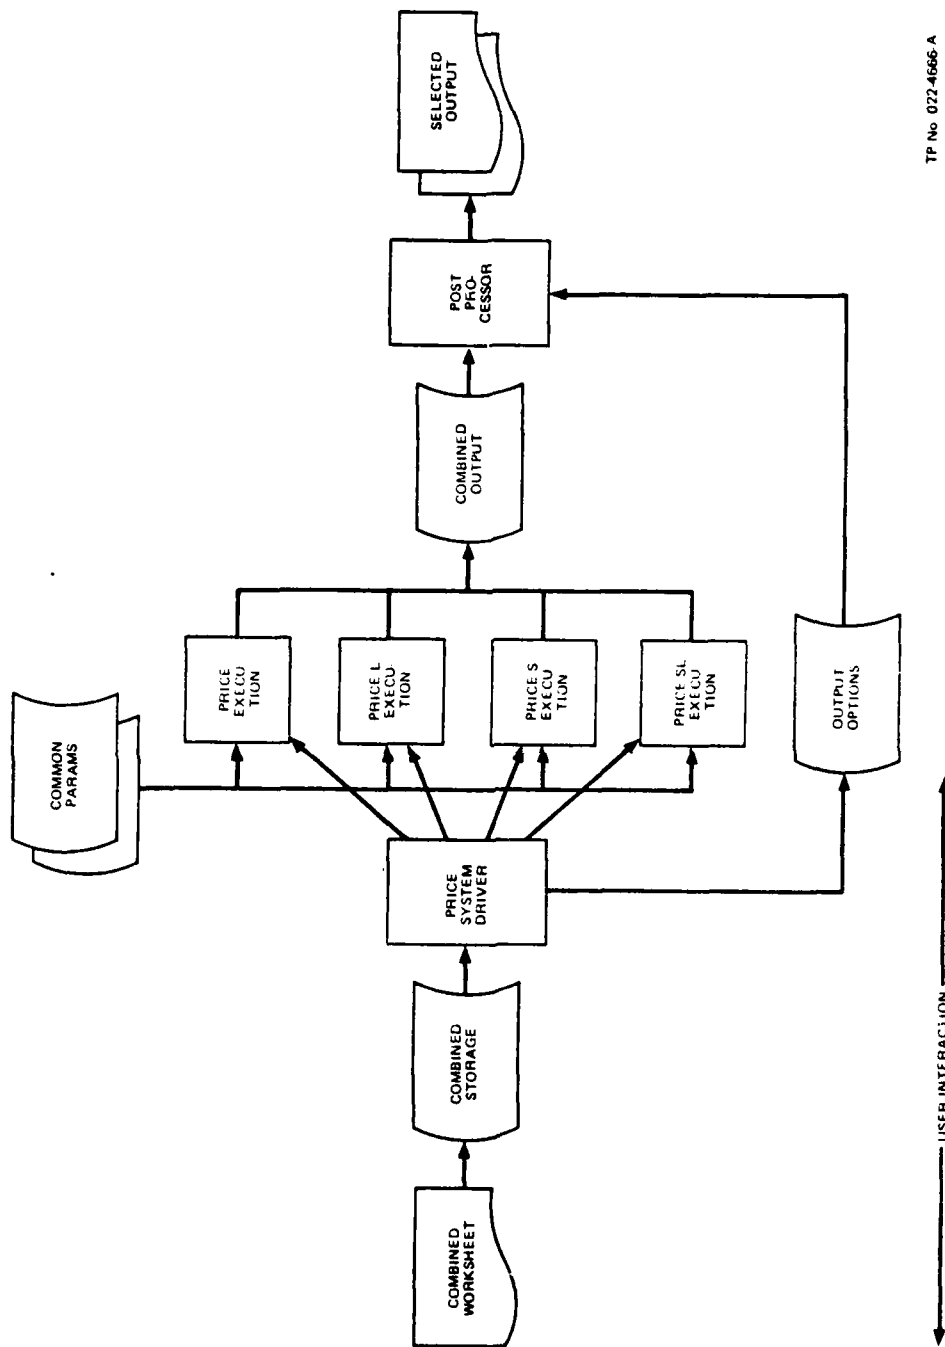 COMMON
PARAMS
COMBINED
WORKSHEET
COMBINED
STORAGE
PRICE
SYSTEM
DRIVER
PRICE
EXECU
TION
PRICE L
EXECU-
TION
PRICE S
EXECU
TION
PRICE SL
EXECU
TION
COMBINED
OUTPUT
POST
PRO-
CESSOR
SELECTED
OUTPUT
OUTPUT
OPTIONS
USER INTERACTION
TP No 022-4666-A